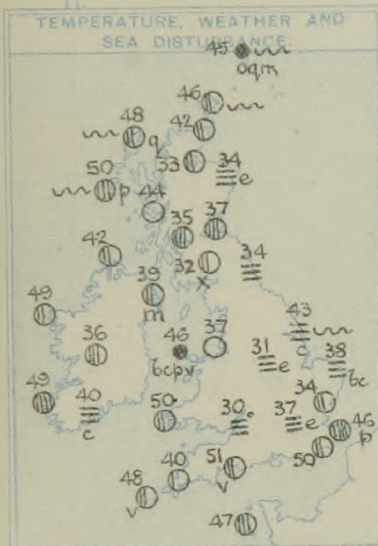 TEMPERATURE, WEATHER AND
SEA DISTURBANCE
45
oqm
46
48 q 42
33 34 e
50 p
44
35 37
42 32 x 34
39 m
49
43 c
36 46 bcpv 37 31 e 38 bc
49 40 c 50 30 37 e 34
46 p
50
51 v
40
48 v
47